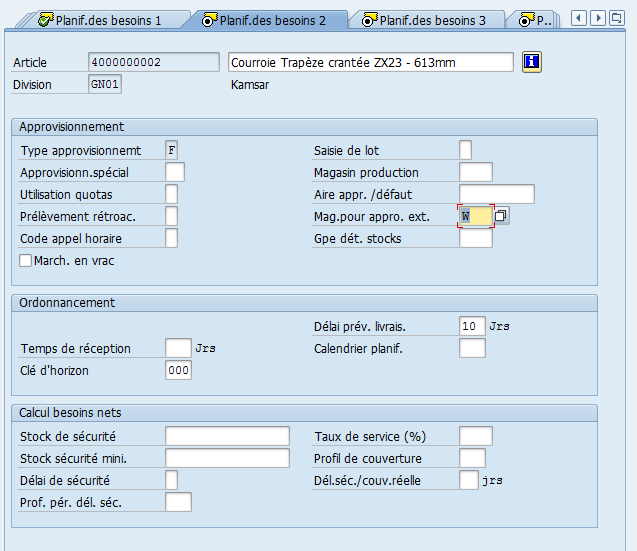 Planif.des besoins 1 Planif.des besoins 2 Planif.des besoins 3 P..
Article 4000000002 Courroie Trapèze crantée ZX23 - 613mm
Division GN01 Kamsar
Approvisionnement
Type approvisionnemt F Saisie de lot
Approvisionn.spécial Magasin production
Utilisation quotas Aire appr. /défaut
Prélèvement rétroac. Mag.pour appro. ext. W
Code appel horaire Gpe dét. stocks
March. en vrac
Ordonnancement
Délai prév. livrais. 10 Jrs
Temps de réception Jrs Calendrier planif.
Clé d'horizon 000
Calcul besoins nets
Stock de sécurité Taux de service (%)
Stock sécurité mini. Profil de couverture
Délai de sécurité Dél.séc./couv.réelle jrs
Prof. pér. dél. séc.